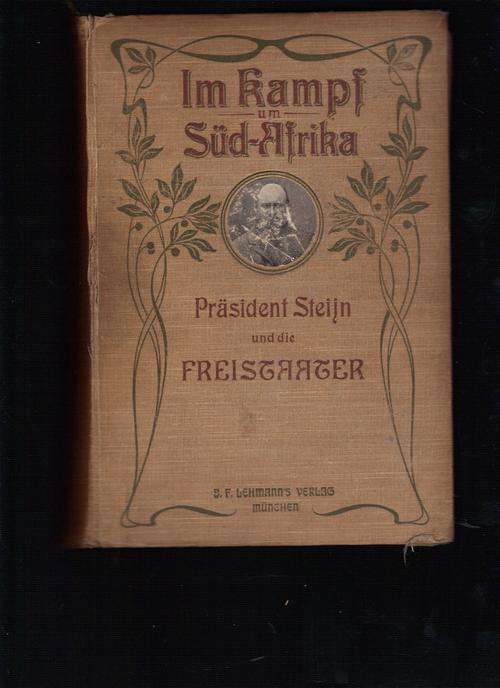 Im Kampf
um
Süd-Afrika
Präsident Steijn
und die
FREISTAATER
J. F. LEHMANN'S VERLAG
MÜNCHEN